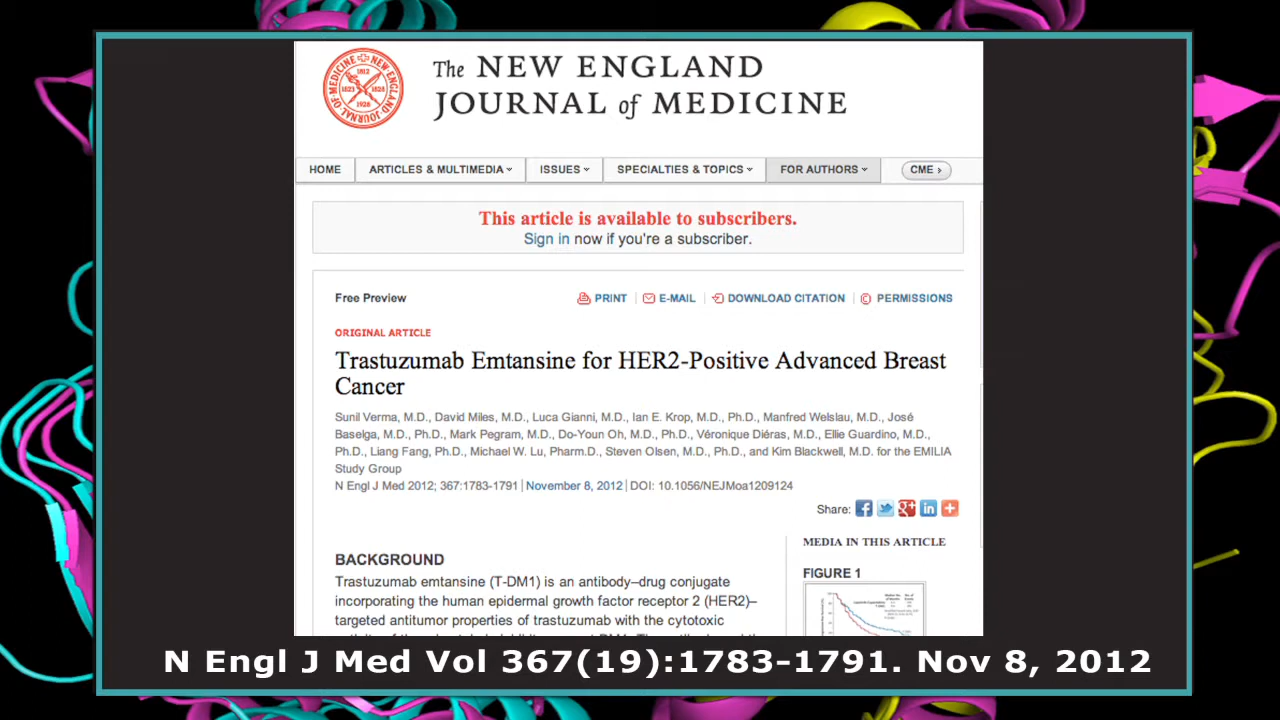 The NEW ENGLAND
JOURNAL of MEDICINE
HOME ARTICLES & MULTIMEDIA ISSUES SPECIALTIES & TOPICS FOR AUTHORS CME ›
This article is available to subscribers.
Sign in now if you're a subscriber.
Free Preview PRINT E-MAIL DOWNLOAD CITATION PERMISSIONS
ORIGINAL ARTICLE
Trastuzumab Emtansine for HER2-Positive Advanced Breast
Cancer
Sunil Verma, M.D., David Miles, M.D., Luca Gianni, M.D., Ian E. Krop, M.D., Ph.D., Manfred Welslau, M.D., José
Baselga, M.D., Ph.D., Mark Pegram, M.D., Do-Youn Oh, M.D., Ph.D., Véronique Diéras, M.D., Ellie Guardino, M.D.,
Ph.D., Liang Fang, Ph.D., Michael W. Lu, Pharm.D., Steven Olsen, M.D., Ph.D., and Kim Blackwell, M.D. for the EMILIA
Study Group
N Engl J Med 2012; 367:1783-1791 | November 8, 2012 | DOI: 10.1056/NEJMoa1209124
Share:
MEDIA IN THIS ARTICLE
FIGURE 1
BACKGROUND
Trastuzumab emtansine (T-DM1) is an antibody–drug conjugate
incorporating the human epidermal growth factor receptor 2 (HER2)–
targeted antitumor properties of trastuzumab with the cytotoxic
N Engl J Med Vol 367(19):1783-1791. Nov 8, 2012